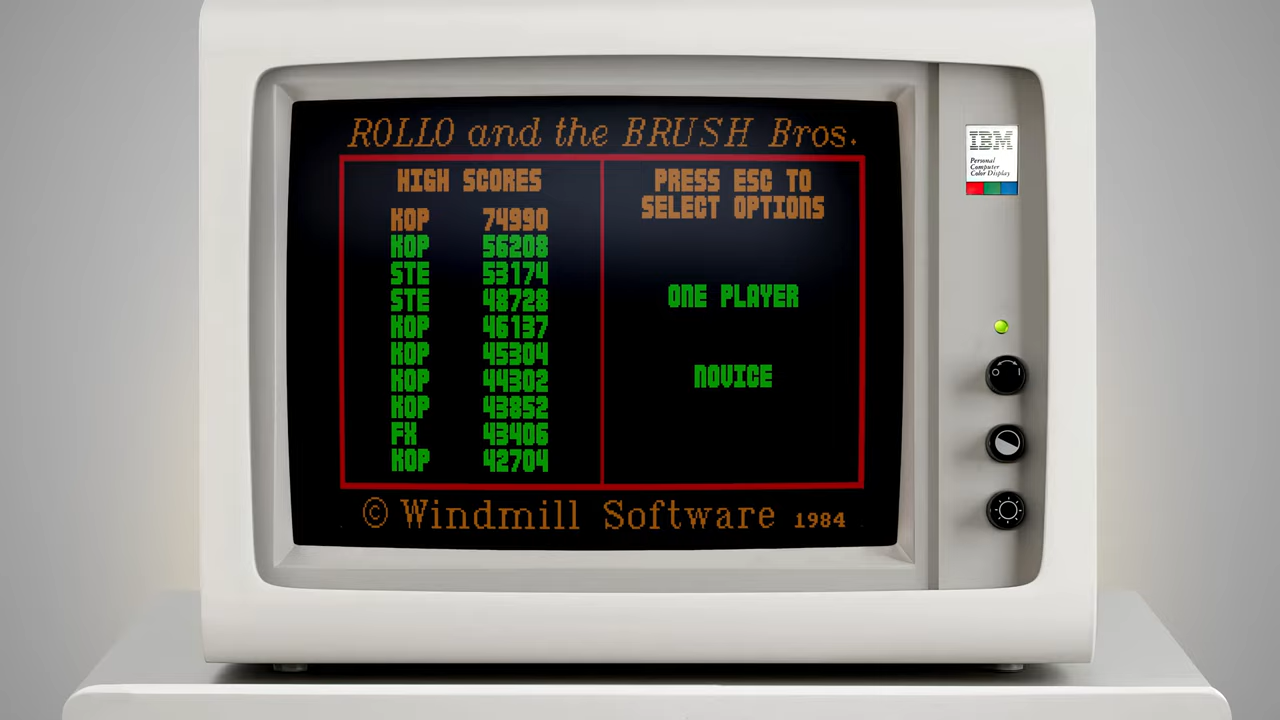 ROLLO and the BRUSH Bros.
HIGH SCORES
KOP 74990
KOP 56208
STE 53174
STE 48728
KOP 46137
KOP 45304
KOP 44302
KOP 43852
FX 43406
KOP 42704
PRESS ESC TO
SELECT OPTIONS
ONE PLAYER
NOVICE
© Windmill Software 1984
IBM
Personal
Computer
Color Display
O I